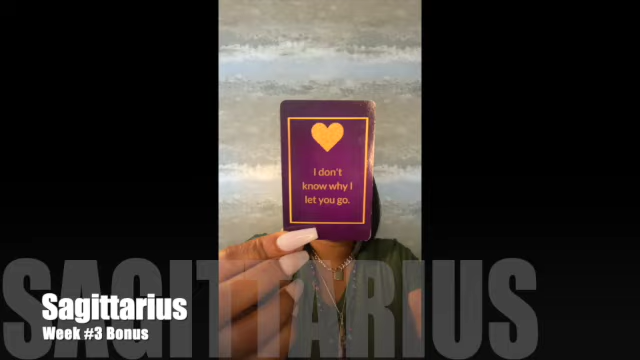 I don't
know why I
let you go.
SAGITTARIUS
Sagittarius
Week #3 Bonus